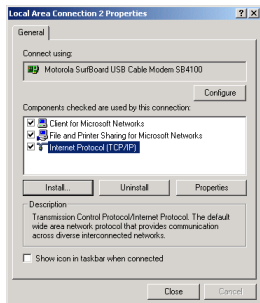 Local Area Connection 2 Properties
General
Connect using:
Motorola SurfBoard USB Cable Modem SB4100
Configure
Components checked are used by this connection:
Client for Microsoft Networks
File and Printer Sharing for Microsoft Networks
Internet Protocol (TCP/IP)
Install...
Uninstall
Properties
Description
Transmission Control Protocol/Internet Protocol. The default
wide area network protocol that provides communication
across diverse interconnected networks.
Show icon in taskbar when connected
Close
Cancel